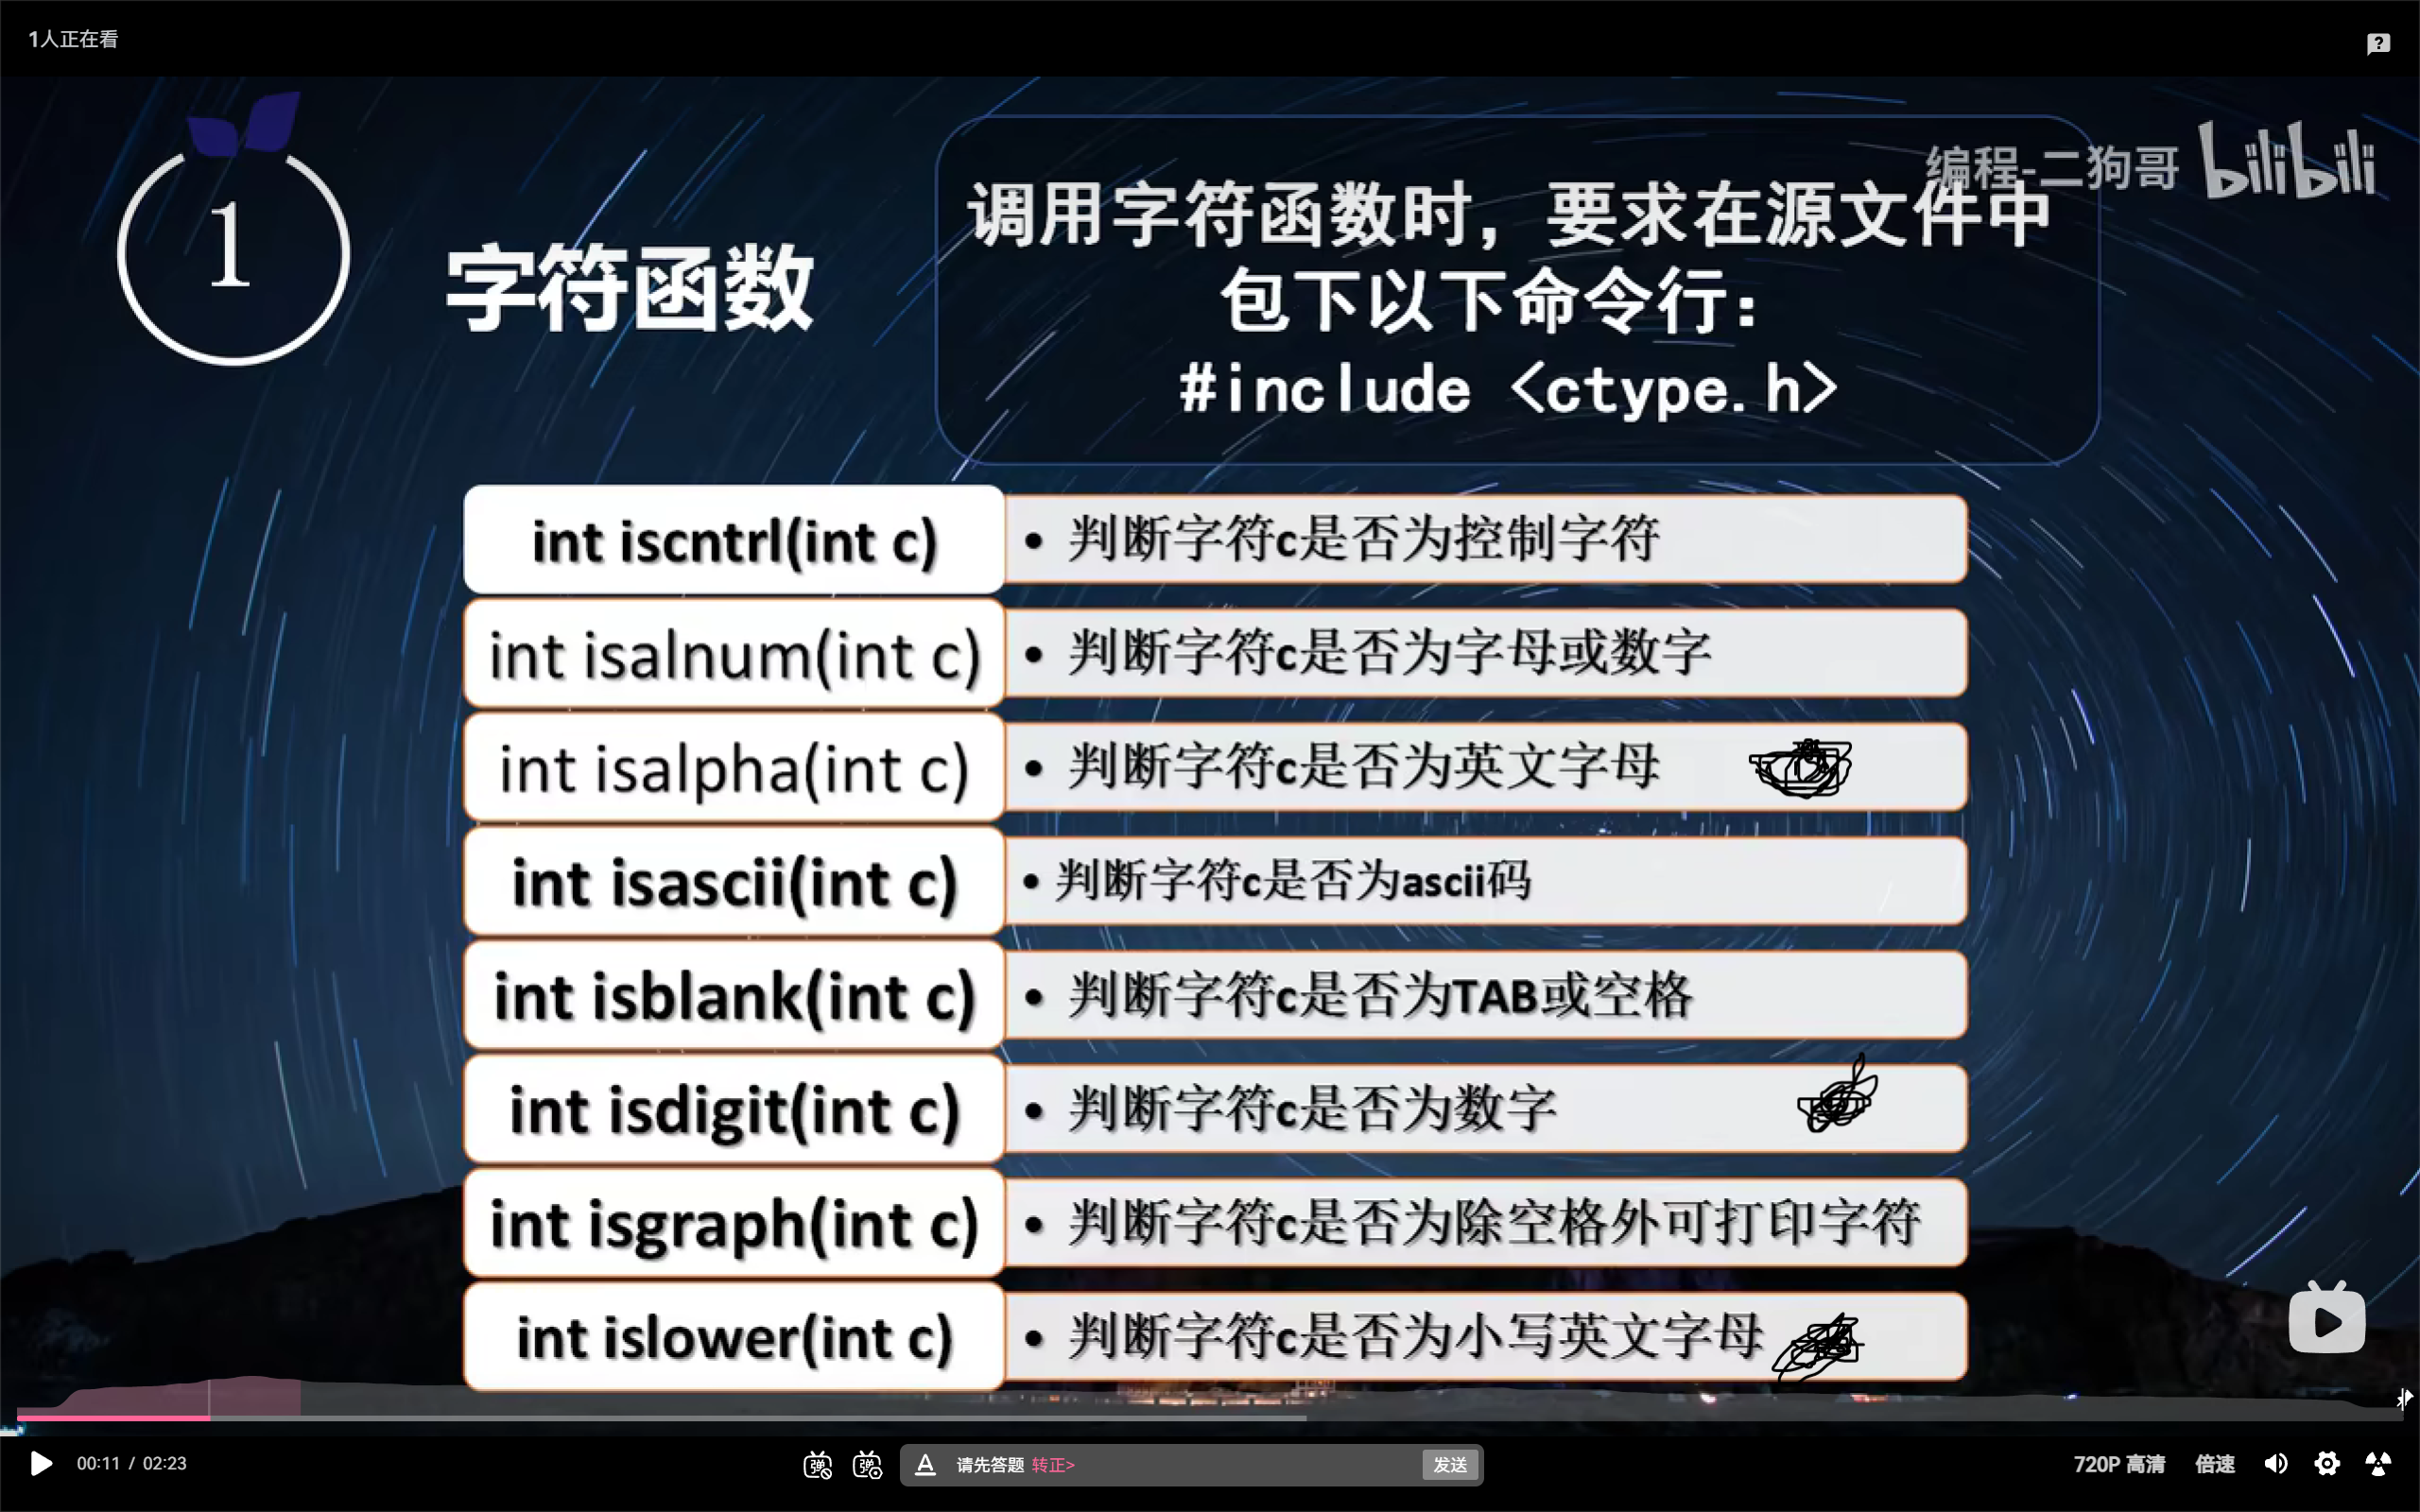 1人正在看
编程-二狗哥 bilibili
1
字符函数
调用字符函数时，要求在源文件中
包下以下命令行：
#include <ctype.h>
int iscntrl(int c)
• 判断字符c是否为控制字符
int isalnum(int c)
• 判断字符c是否为字母或数字
int isalpha(int c)
• 判断字符c是否为英文字母
int isascii(int c)
• 判断字符c是否为ascii码
int isblank(int c)
• 判断字符c是否为TAB或空格
int isdigit(int c)
• 判断字符c是否为数字
int isgraph(int c)
• 判断字符c是否为除空格外可打印字符
int islower(int c)
• 判断字符c是否为小写英文字母
00:11 / 02:23
弹
弹
A
请先答题 转正>
发送
720P 高清
倍速